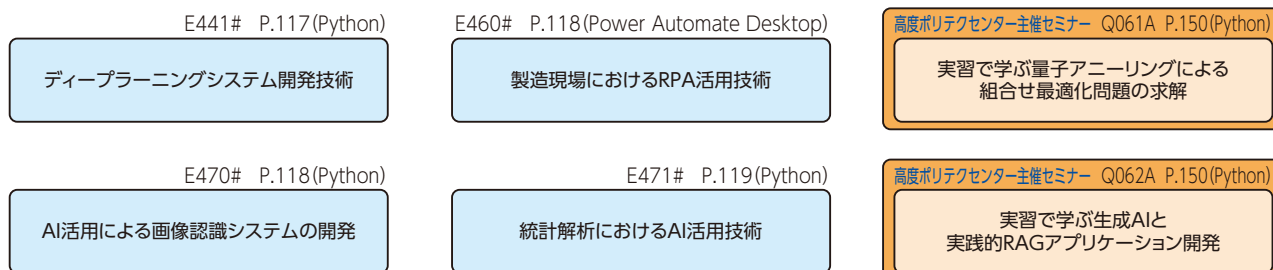 E441# P.117(Python)
ディープラーニングシステム開発技術
E460# P.118(Power Automate Desktop)
製造現場におけるRPA活用技術
高度ポリテクセンター主催セミナー Q061A P.150(Python)
実習で学ぶ量子アニーリングによる
組合せ最適化問題の求解
E470# P.118(Python)
AI活用による画像認識システムの開発
E471# P.119(Python)
統計解析におけるAI活用技術
高度ポリテクセンター主催セミナー Q062A P.150(Python)
実習で学ぶ生成AIと
実践的RAGアプリケーション開発